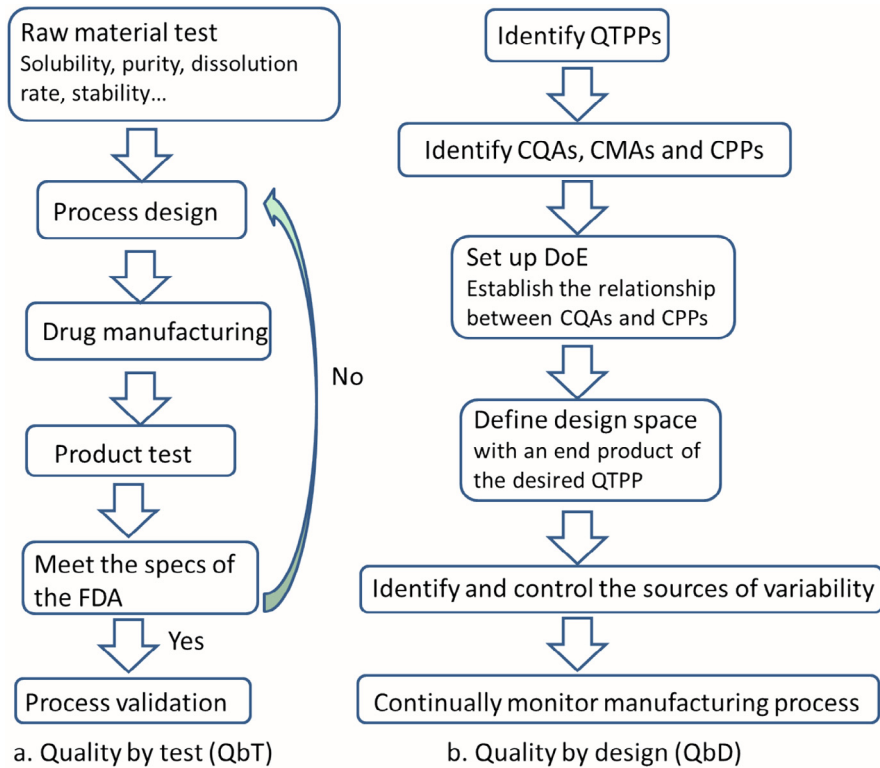 Raw material test
Solubility, purity, dissolution
rate, stability...
Process design
Drug manufacturing
Product test
Meet the specs of
the FDA
No
Yes
Process validation
a. Quality by test (QbT)
Identify QTPPs
Identify CQAs, CMAs and CPPs
Set up DoE
Establish the relationship
between CQAs and CPPs
Define design space
with an end product of
the desired QTPP
Identify and control the sources of variability
Continually monitor manufacturing process
b. Quality by design (QbD)